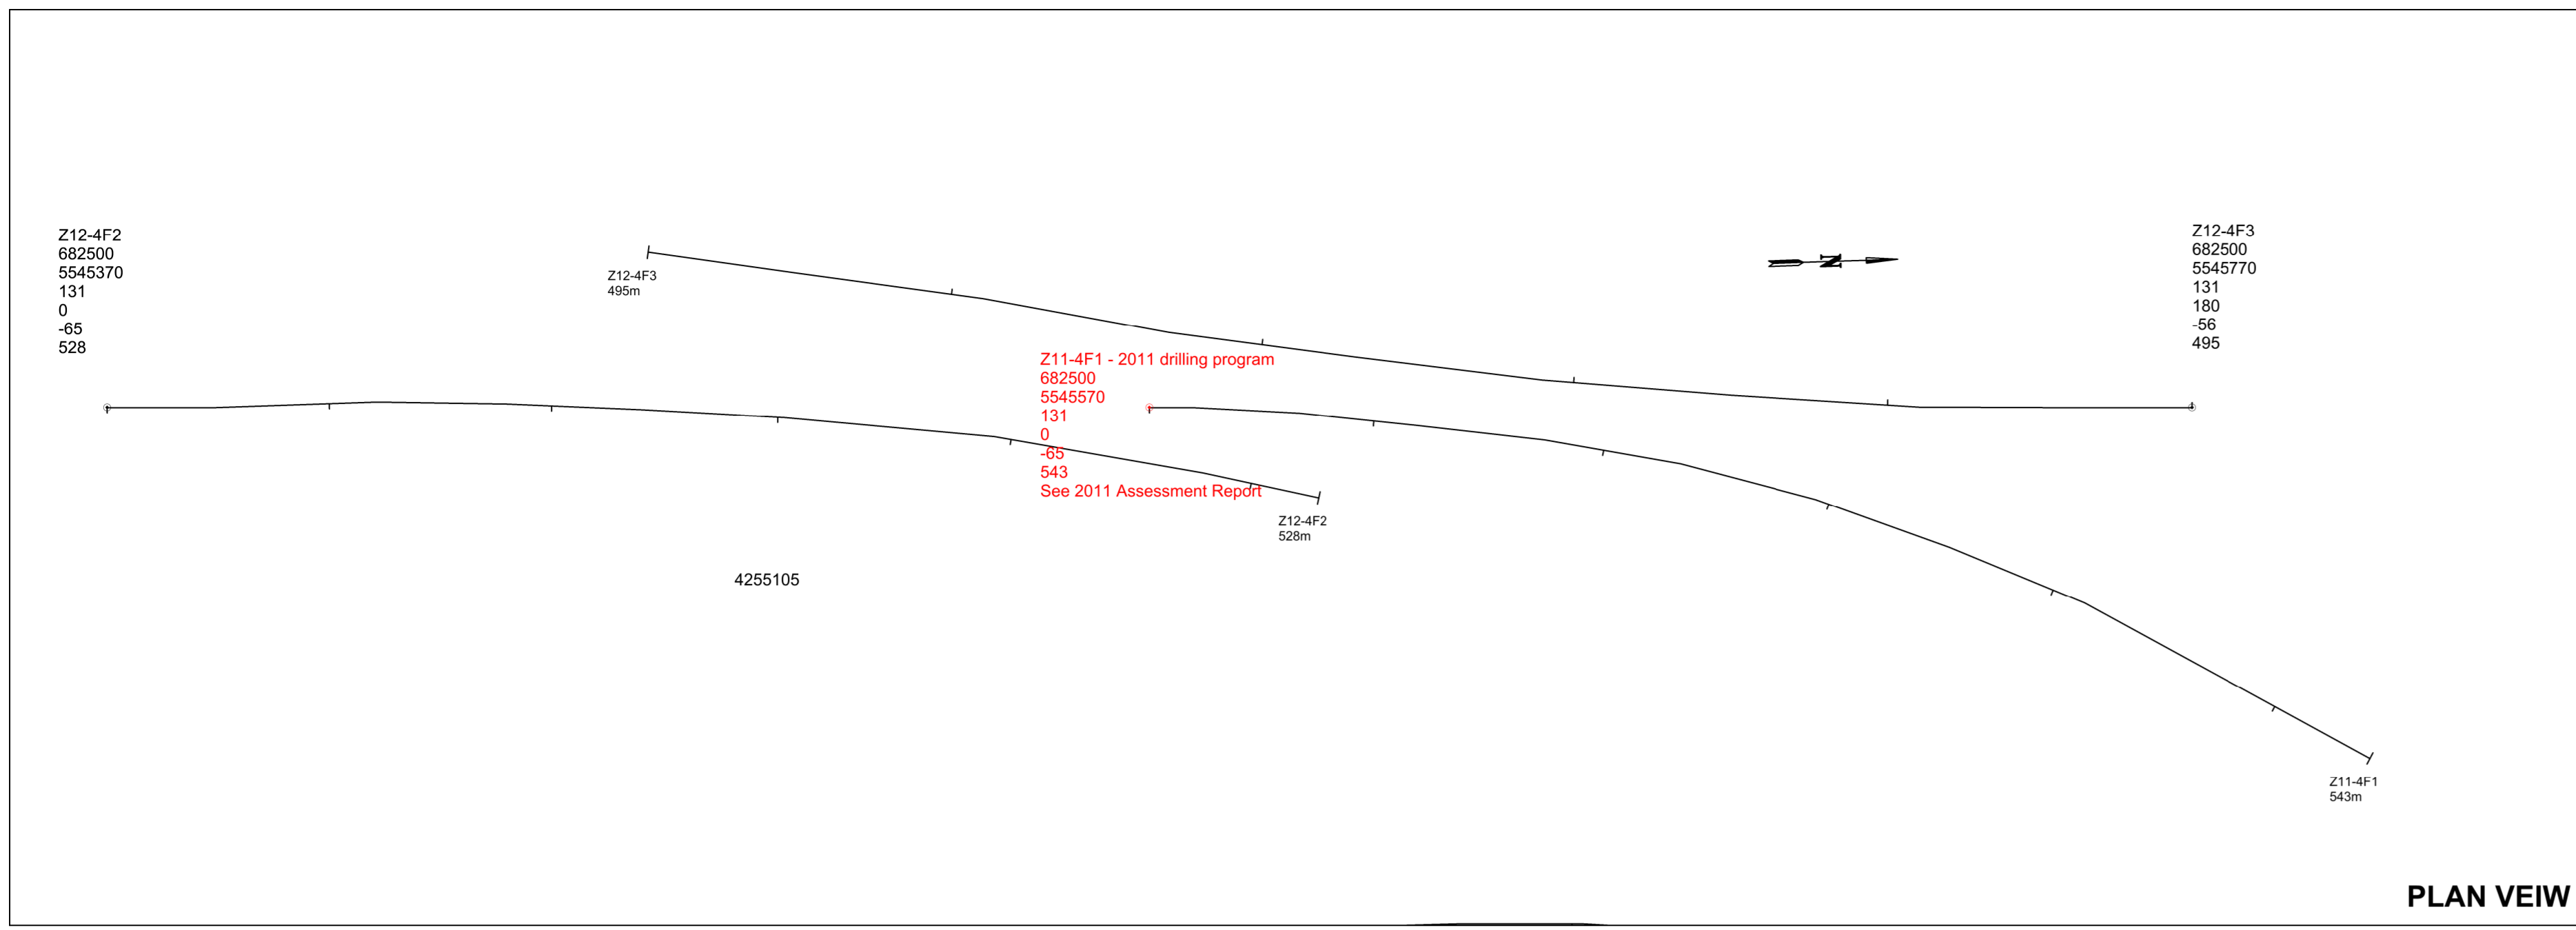 Z12-4F2
682500
5545370
131
0
-65
528
Z12-4F3
495m
N
Z12-4F3
682500
5545770
131
180
-56
495
Z11-4F1 - 2011 drilling program
682500
5545570
131
0
-65
543
See 2011 Assessment Report
Z12-4F2
528m
4255105
Z11-4F1
543m
PLAN VEIW